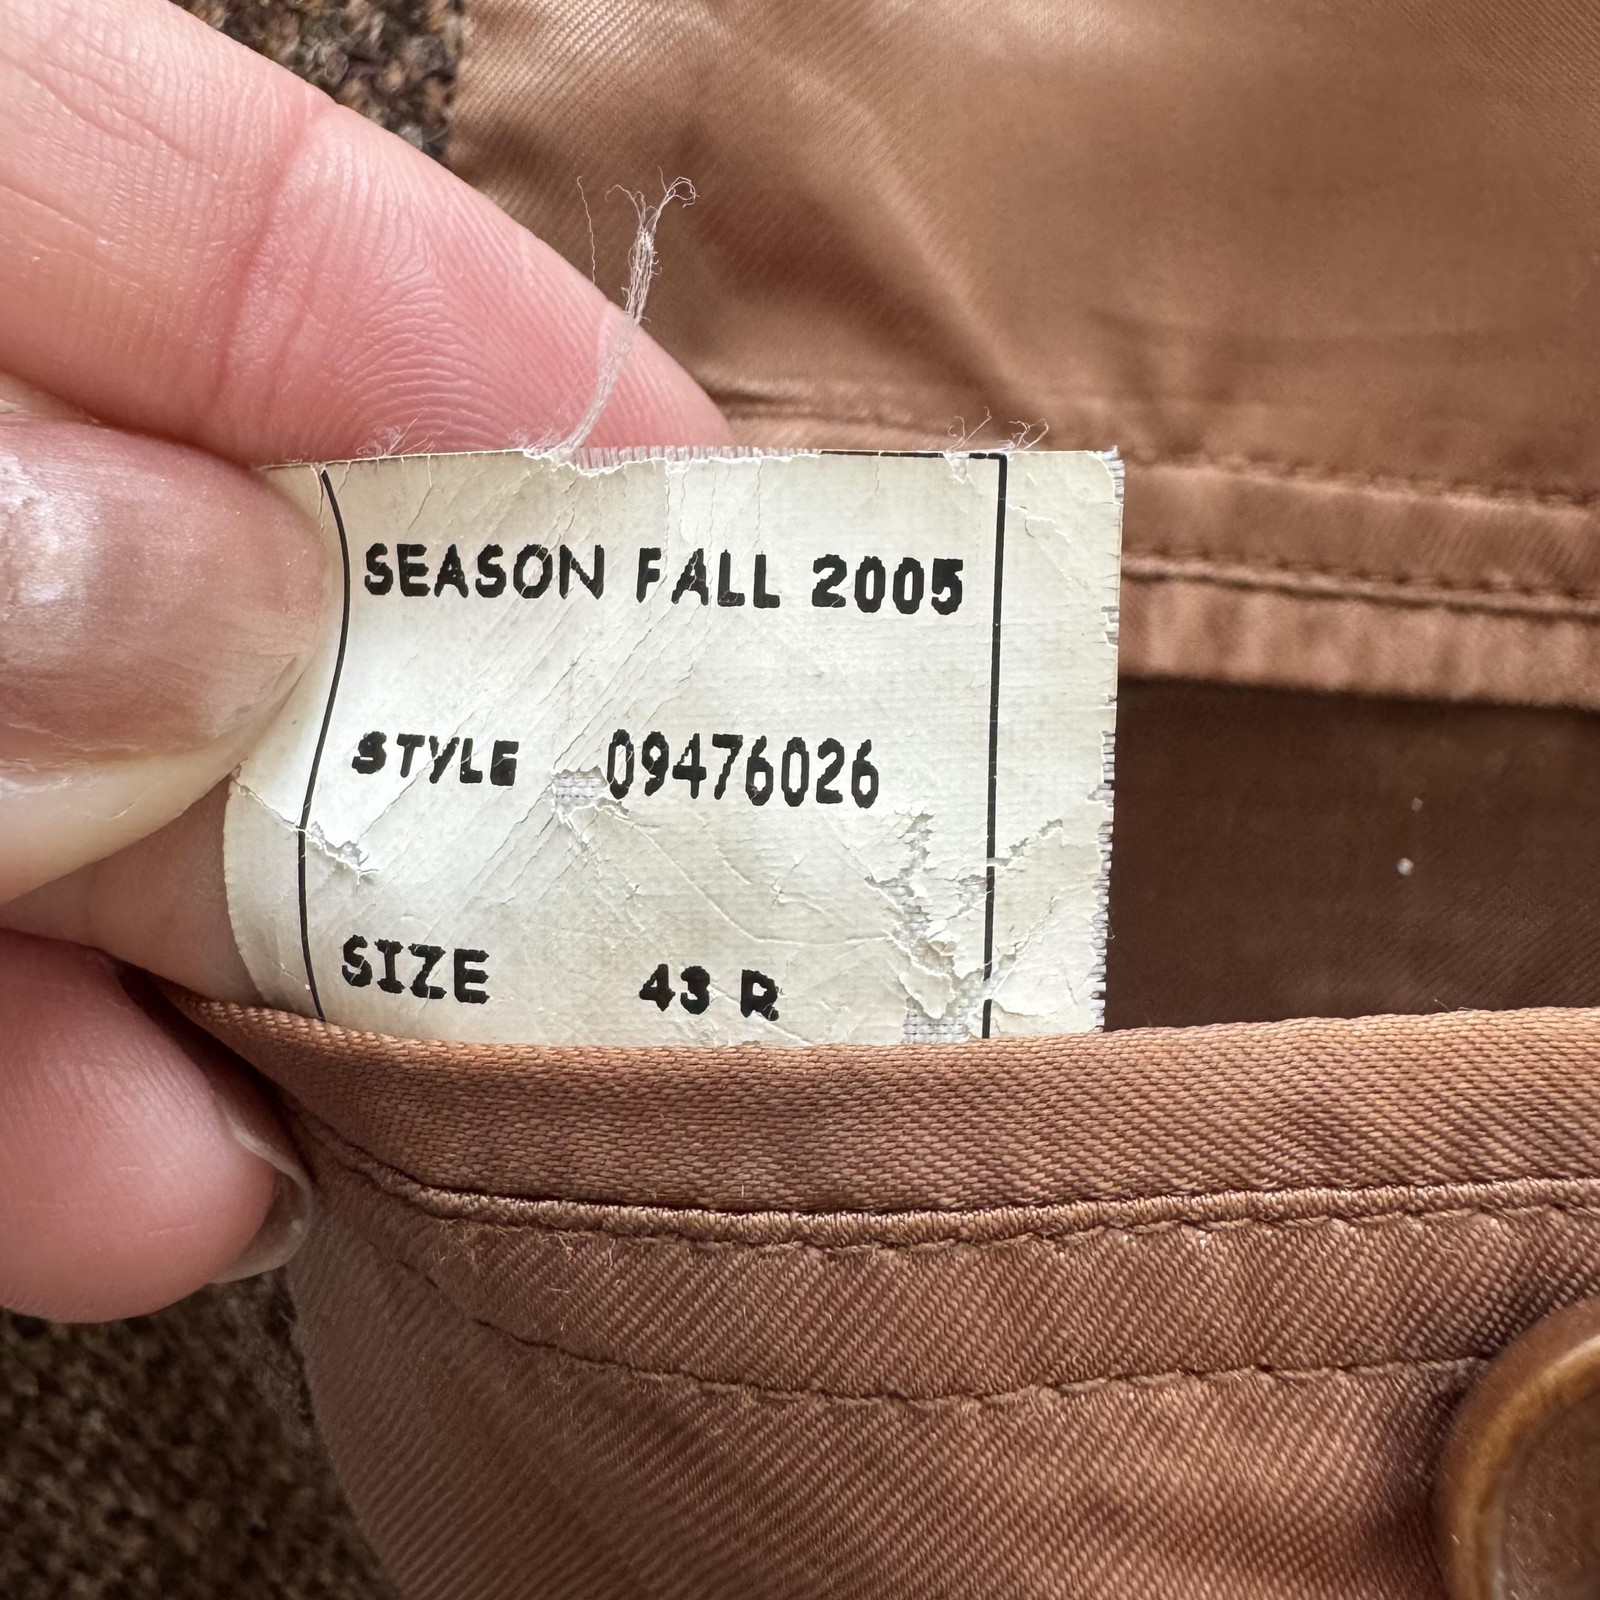 SEASON FALL 2005
STYLE 09476026
SIZE 43 R